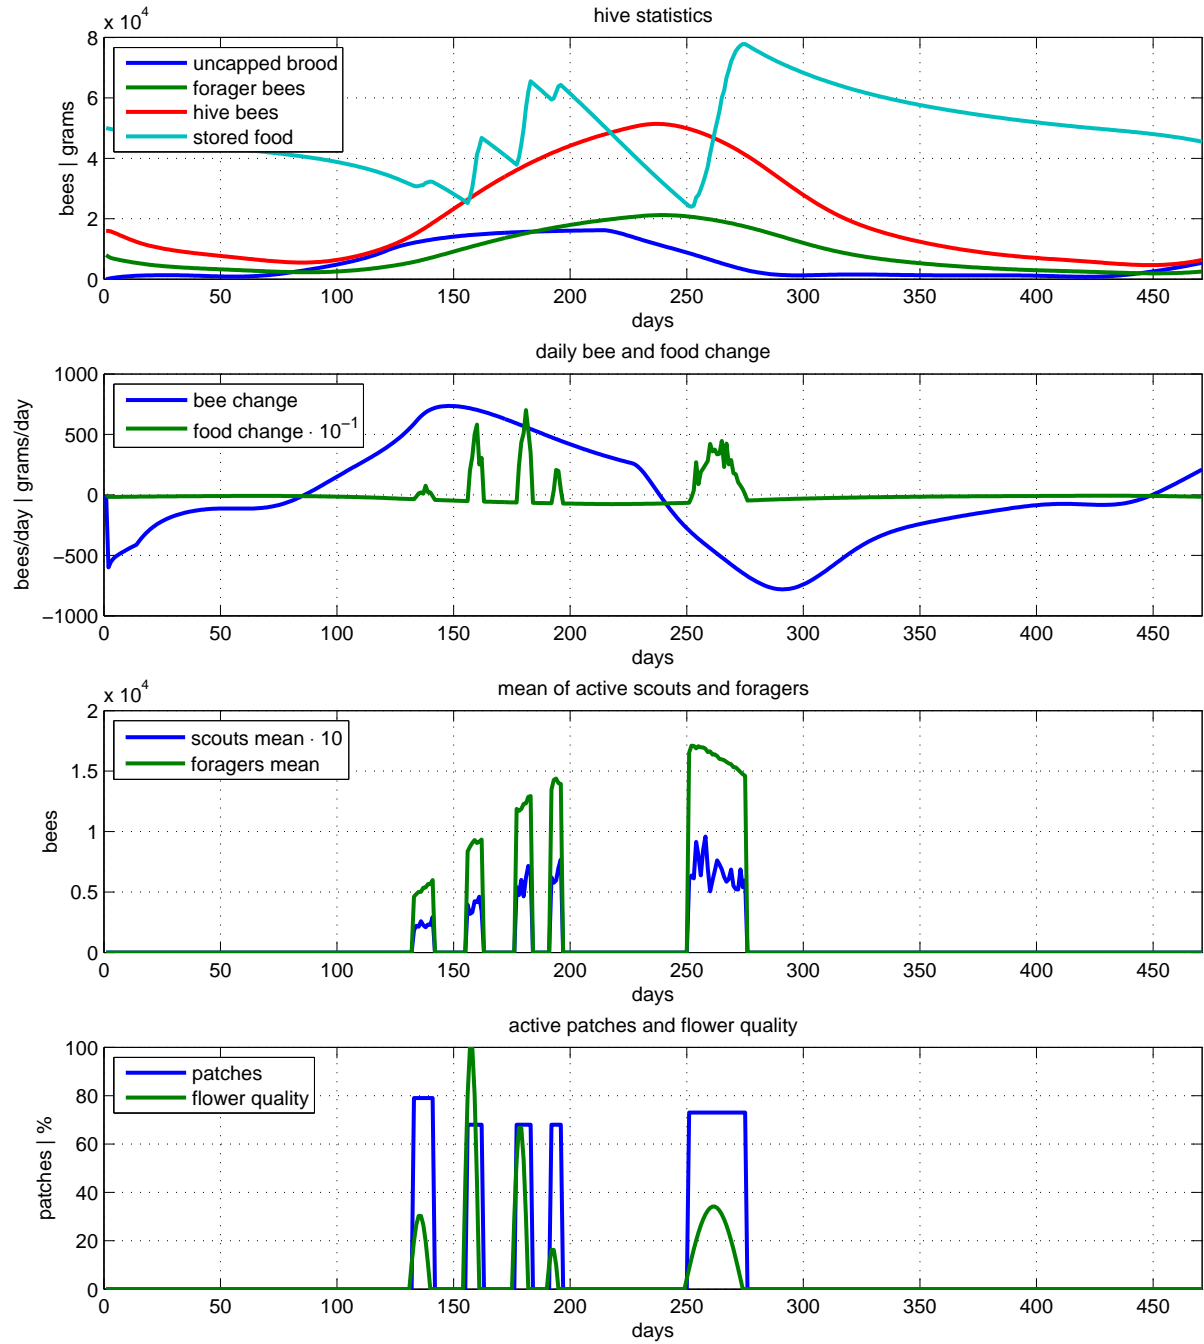 hive statistics
x 10^4
80
60
40
20
0
bees | grams
uncapped brood
forager bees
hive bees
stored food
0 50 100 150 200 250 300 350 400 450
days
daily bee and food change
1000
500
0
−500
−1000
bees/day | grams/day
bee change
food change · 10^−1
0 50 100 150 200 250 300 350 400 450
days
mean of active scouts and foragers
x 10^4
2
1.5
1
0.5
0
bees
scouts mean · 10
foragers mean
0 50 100 150 200 250 300 350 400 450
days
active patches and flower quality
100
80
60
40
20
0
patches | %
patches
flower quality
0 50 100 150 200 250 300 350 400 450
days